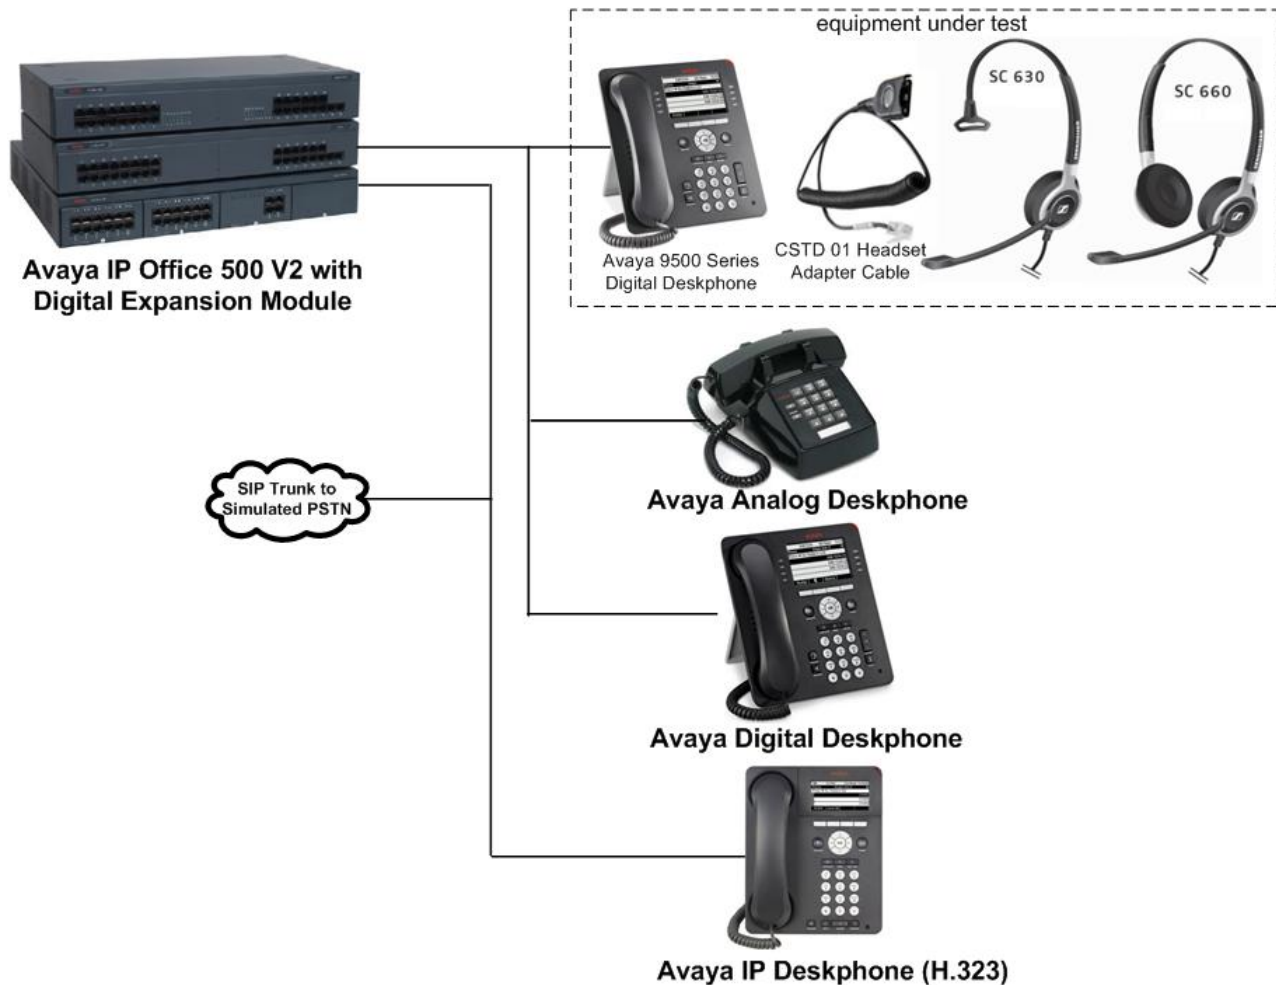 equipment under test
SC 630
SC 660
Avaya 9500 Series
Digital Deskphone
CSTD 01 Headset
Adapter Cable
Avaya IP Office 500 V2 with
Digital Expansion Module
SIP Trunk to
Simulated PSTN
Avaya Analog Deskphone
Avaya Digital Deskphone
Avaya IP Deskphone (H.323)